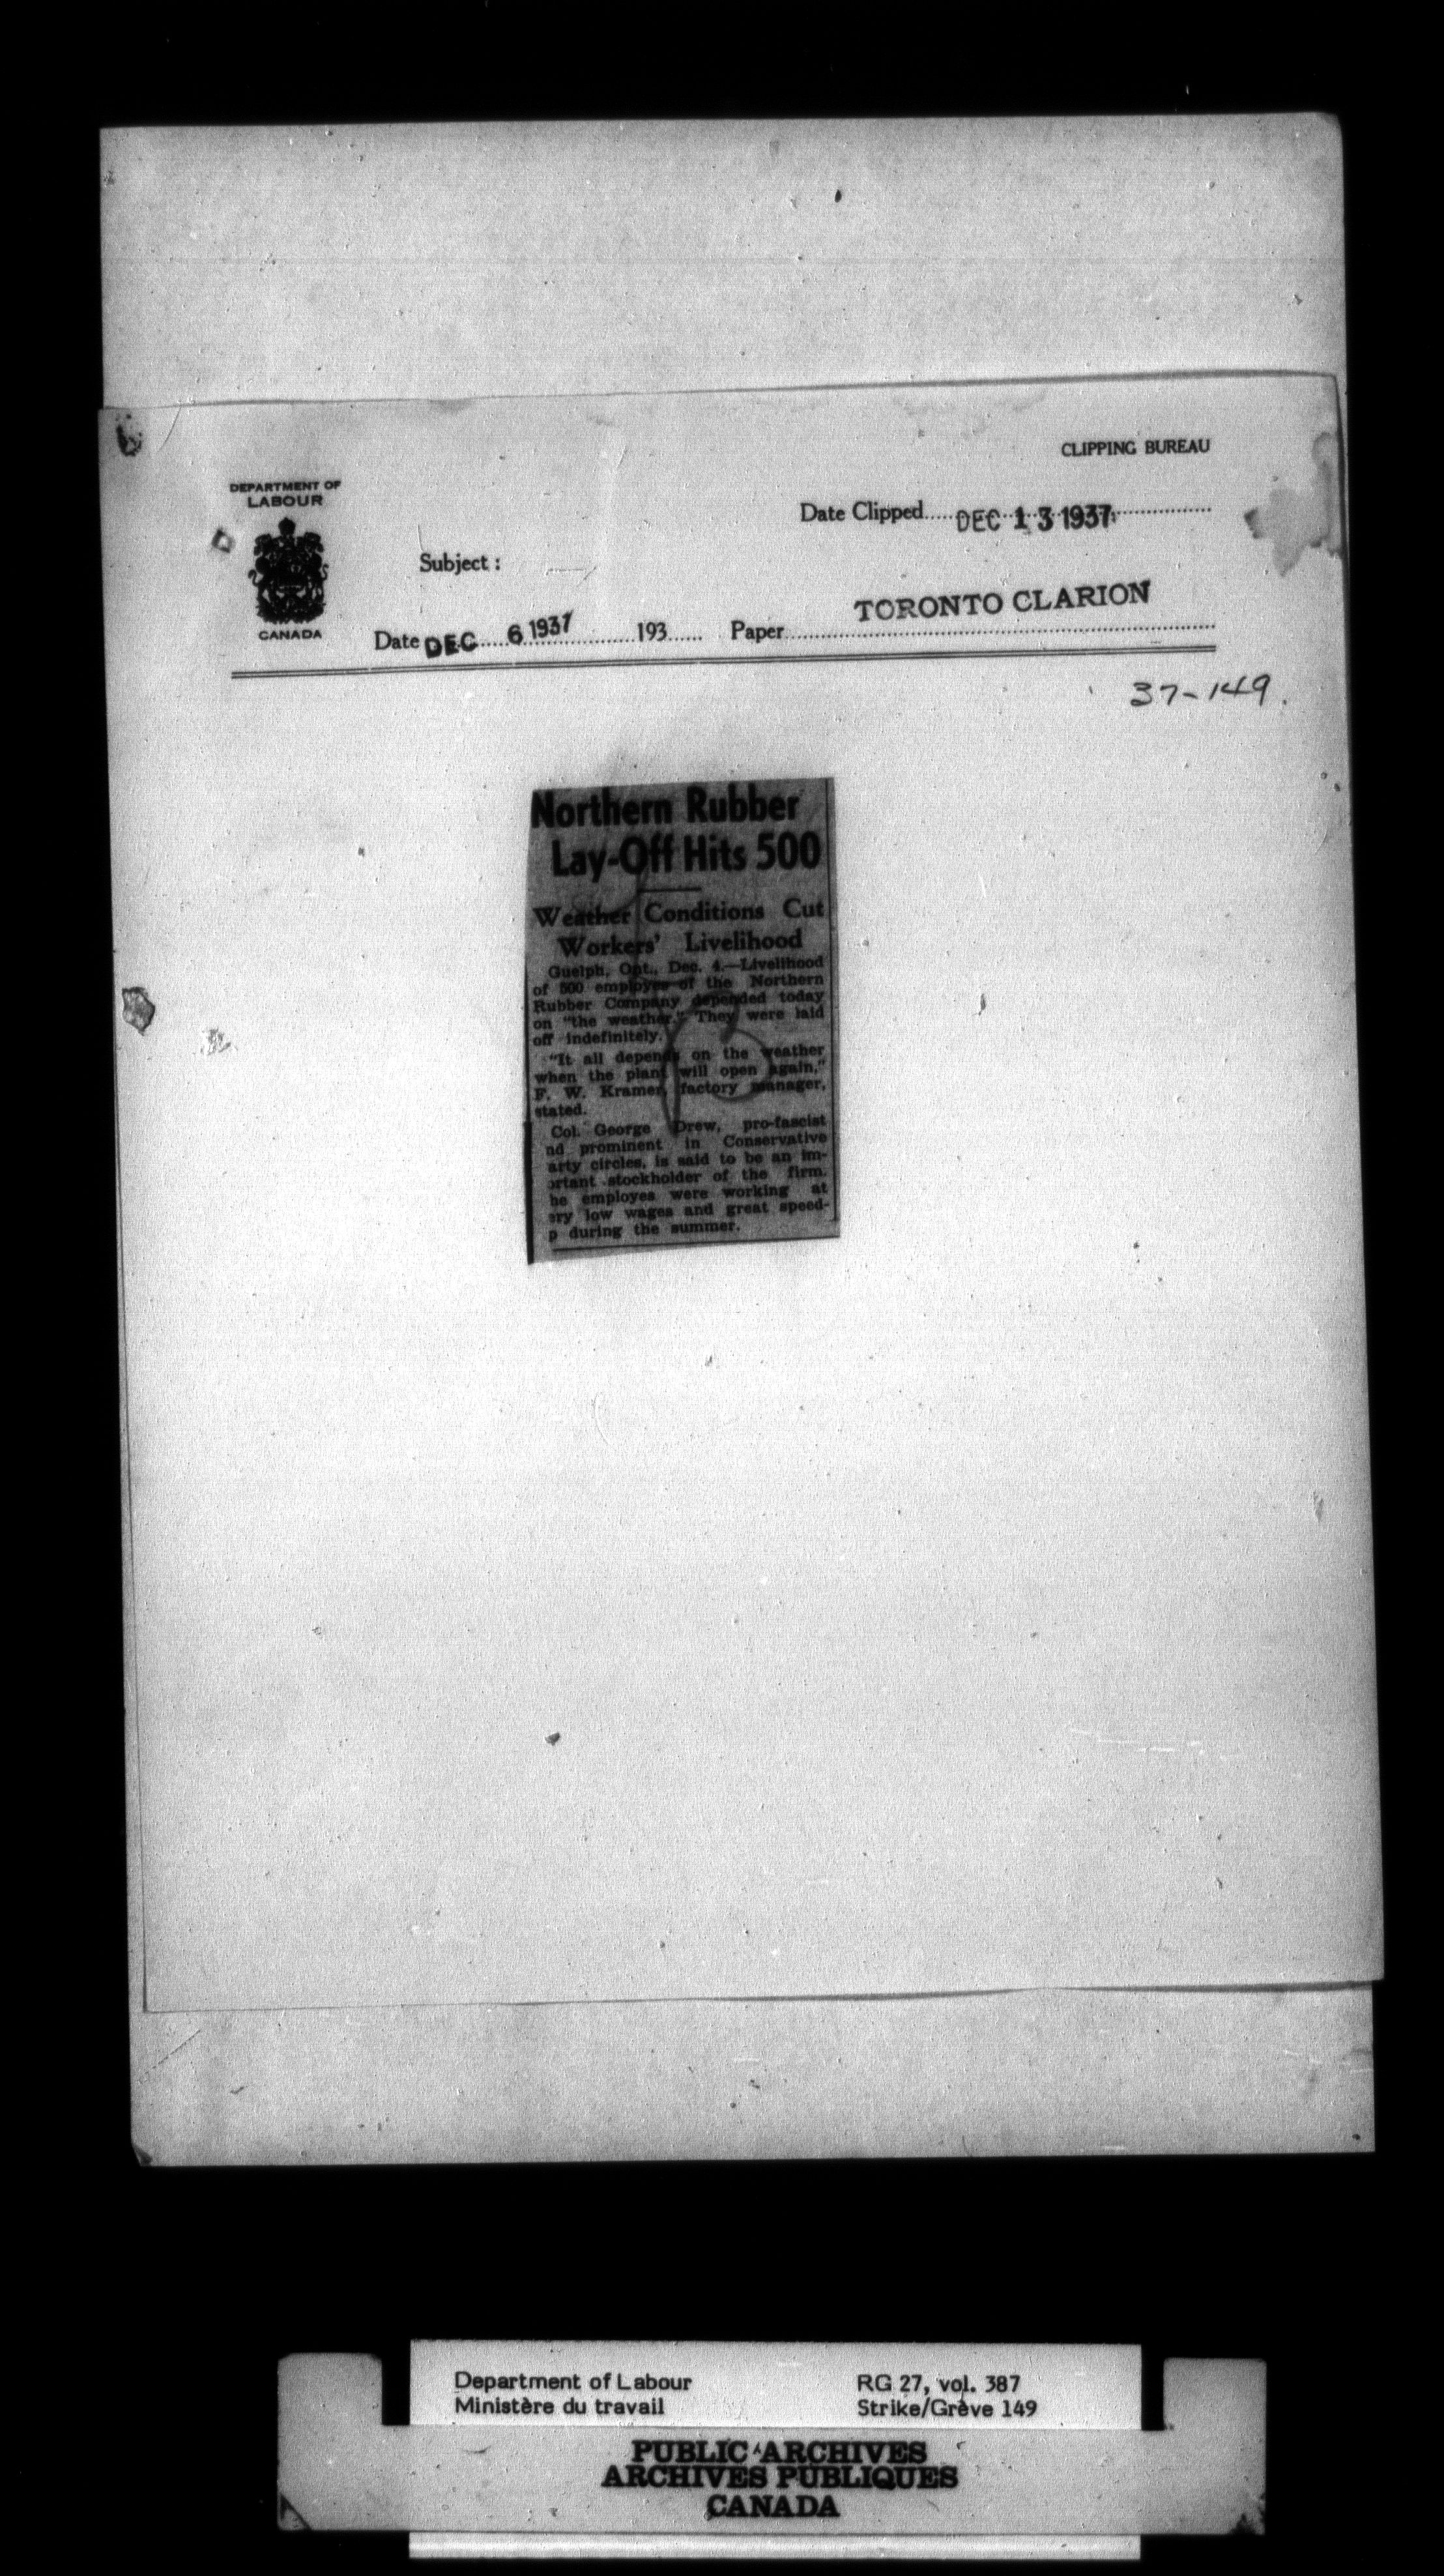 CLIPPING BUREAU
DEPARTMENT OF
LABOUR
CANADA
Date Clipped.....DEC 13 1937
Subject :
Date DEC 6 1937 193...... Paper TORONTO CLARION
37-149.
Northern Rubber
Lay-Off Hits 500
Weather Conditions Cut
Workers' Livelihood
Guelph, Ont., Dec. 4.—Livelihood
of 500 employes of the Northern
Rubber Company depended today
on "the weather." They were laid
off indefinitely.
"It all depends on the weather
when the plant will open again,"
F. W. Kramer, factory manager,
stated.
Col. George Drew, pro-fascist
nd prominent in Conservative
arty circles, is said to be an im-
ortant stockholder of the firm.
he employes were working at
ery low wages and great speed-
p during the summer.
Department of Labour
Ministère du travail
RG 27, vol. 387
Strike/Grève 149
PUBLIC ARCHIVES
ARCHIVES PUBLIQUES
CANADA